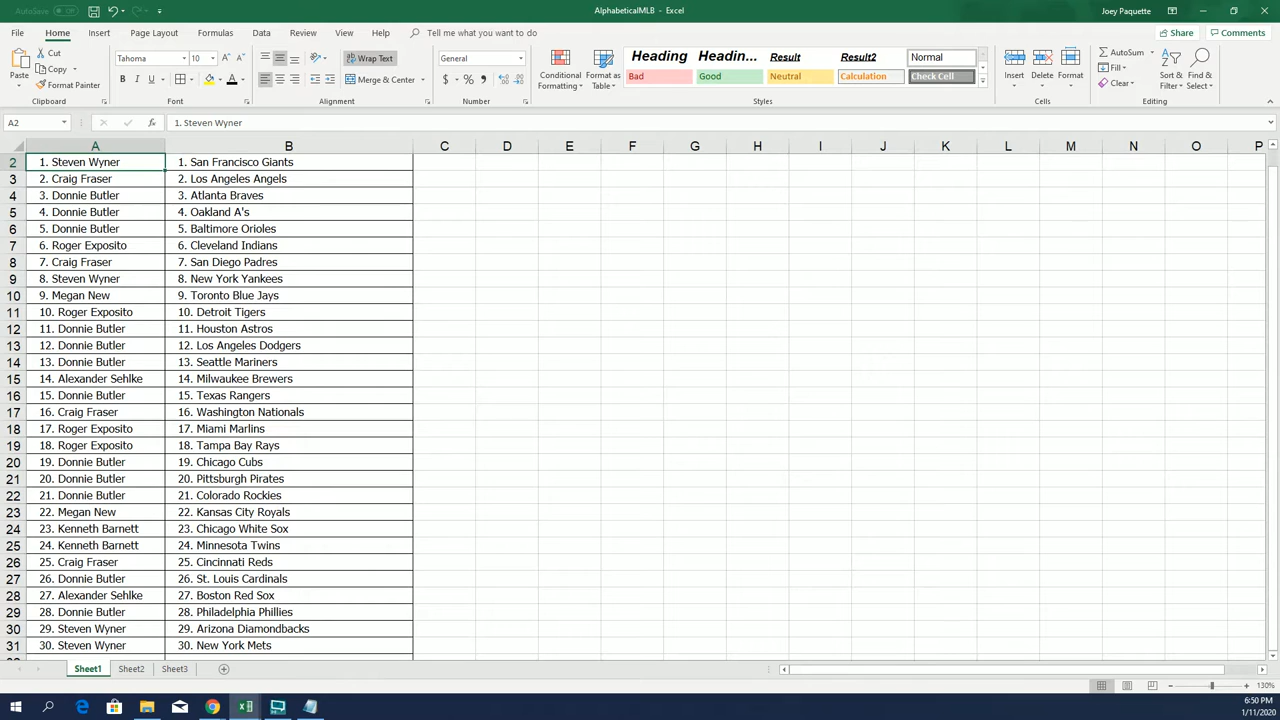 AutoSave Off
AlphabeticalMLB - Excel
Joey Paquette
File Home Insert Page Layout Formulas Data Review View Help Tell me what you want to do Share Comments
Paste Cut Copy Format Painter Clipboard
Tahoma 10 B I U A A A Font
Wrap Text Merge & Center Alignment
General $ % , Number
Conditional Formatting Format as Table
Heading Headin... Result Result2 Normal
Bad Good Neutral Calculation Check Cell
Styles
Insert Delete Format Cells
AutoSum Fill Clear Sort & Filter Find & Select Editing
A2 fx 1. Steven Wyner
A B C D E F G H I J K L M N O P
2 1. Steven Wyner 1. San Francisco Giants
3 2. Craig Fraser 2. Los Angeles Angels
4 3. Donnie Butler 3. Atlanta Braves
5 4. Donnie Butler 4. Oakland A's
6 5. Donnie Butler 5. Baltimore Orioles
7 6. Roger Exposito 6. Cleveland Indians
8 7. Craig Fraser 7. San Diego Padres
9 8. Steven Wyner 8. New York Yankees
10 9. Megan New 9. Toronto Blue Jays
11 10. Roger Exposito 10. Detroit Tigers
12 11. Donnie Butler 11. Houston Astros
13 12. Donnie Butler 12. Los Angeles Dodgers
14 13. Donnie Butler 13. Seattle Mariners
15 14. Alexander Sehlke 14. Milwaukee Brewers
16 15. Donnie Butler 15. Texas Rangers
17 16. Craig Fraser 16. Washington Nationals
18 17. Roger Exposito 17. Miami Marlins
19 18. Roger Exposito 18. Tampa Bay Rays
20 19. Donnie Butler 19. Chicago Cubs
21 20. Donnie Butler 20. Pittsburgh Pirates
22 21. Donnie Butler 21. Colorado Rockies
23 22. Megan New 22. Kansas City Royals
24 23. Kenneth Barnett 23. Chicago White Sox
25 24. Kenneth Barnett 24. Minnesota Twins
26 25. Craig Fraser 25. Cincinnati Reds
27 26. Donnie Butler 26. St. Louis Cardinals
28 27. Alexander Sehlke 27. Boston Red Sox
29 28. Donnie Butler 28. Philadelphia Phillies
30 29. Steven Wyner 29. Arizona Diamondbacks
31 30. Steven Wyner 30. New York Mets
Sheet1 Sheet2 Sheet3
130%
6:50 PM
1/11/2020